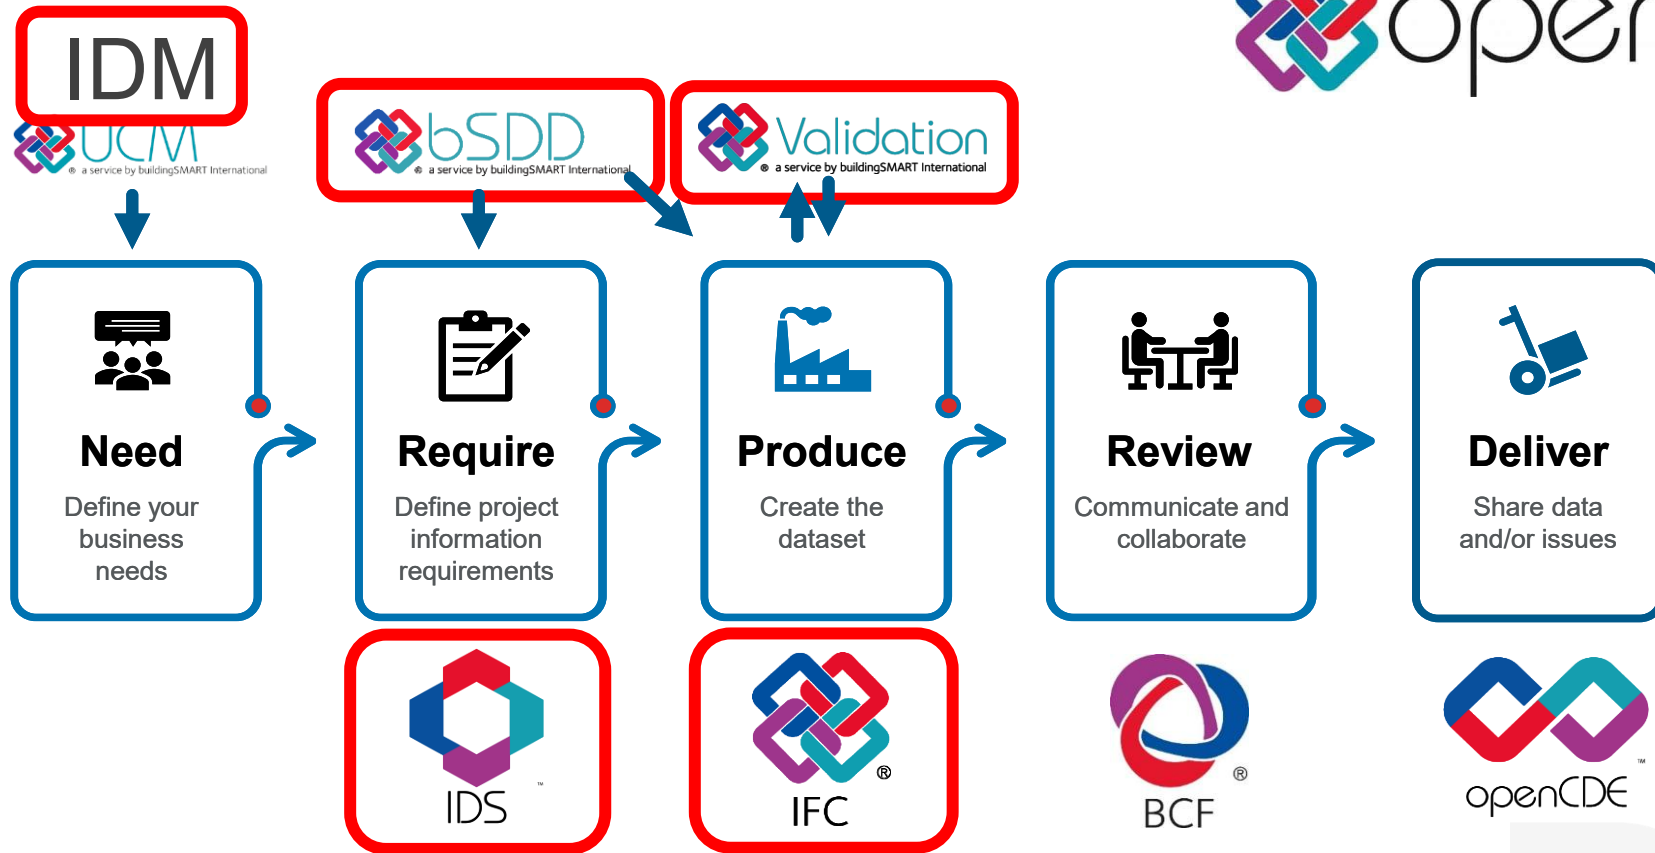 IDM
UCM
® a service by buildingSMART International
bSDD
® a service by buildingSMART International
Validation
® a service by buildingSMART International
open
Need
Define your
business
needs
Require
Define project
information
requirements
Produce
Create the
dataset
Review
Communicate and
collaborate
Deliver
Share data
and/or issues
IDS ™
IFC ®
BCF ®
openCDE ™